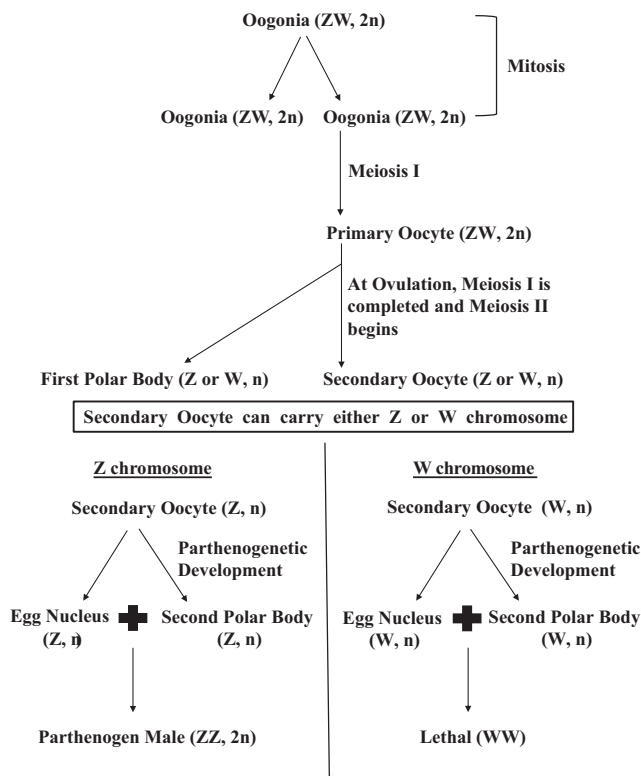 Oogonia (ZW, 2n)
Mitosis
Oogonia (ZW, 2n) Oogonia (ZW, 2n)
Meiosis I
Primary Oocyte (ZW, 2n)
At Ovulation, Meiosis I is
completed and Meiosis II
begins
First Polar Body (Z or W, n) Secondary Oocyte (Z or W, n)
Secondary Oocyte can carry either Z or W chromosome
Z chromosome
Secondary Oocyte (Z, n)
Parthenogenetic
Development
Egg Nucleus
(Z, n)
Second Polar Body
(Z, n)
Parthenogen Male (ZZ, 2n)
W chromosome
Secondary Oocyte (W, n)
Parthenogenetic
Development
Egg Nucleus
(W, n)
Second Polar Body
(W, n)
Lethal (WW)